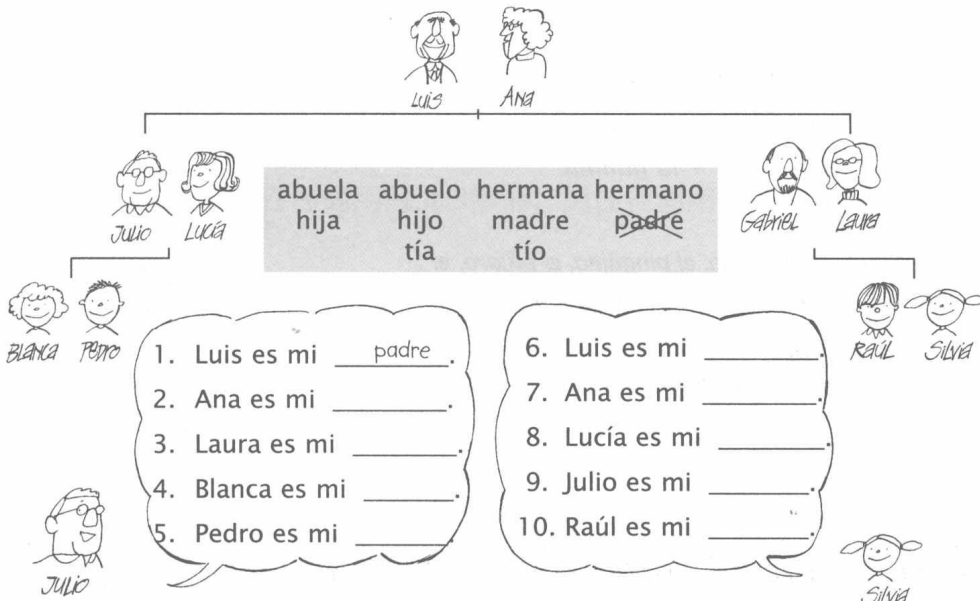 Luis Ana
Julio Lucía
abuela abuelo hermana hermano
hija hijo madre padre
tía tío
Gabriel Laura
Blanca Pedro
Raúl Silvia
1. Luis es mi padre.
2. Ana es mi ________.
3. Laura es mi ________.
4. Blanca es mi ________.
5. Pedro es mi ________.
Julio
6. Luis es mi ________.
7. Ana es mi ________.
8. Lucía es mi ________.
9. Julio es mi ________.
10. Raúl es mi ________.
Silvia